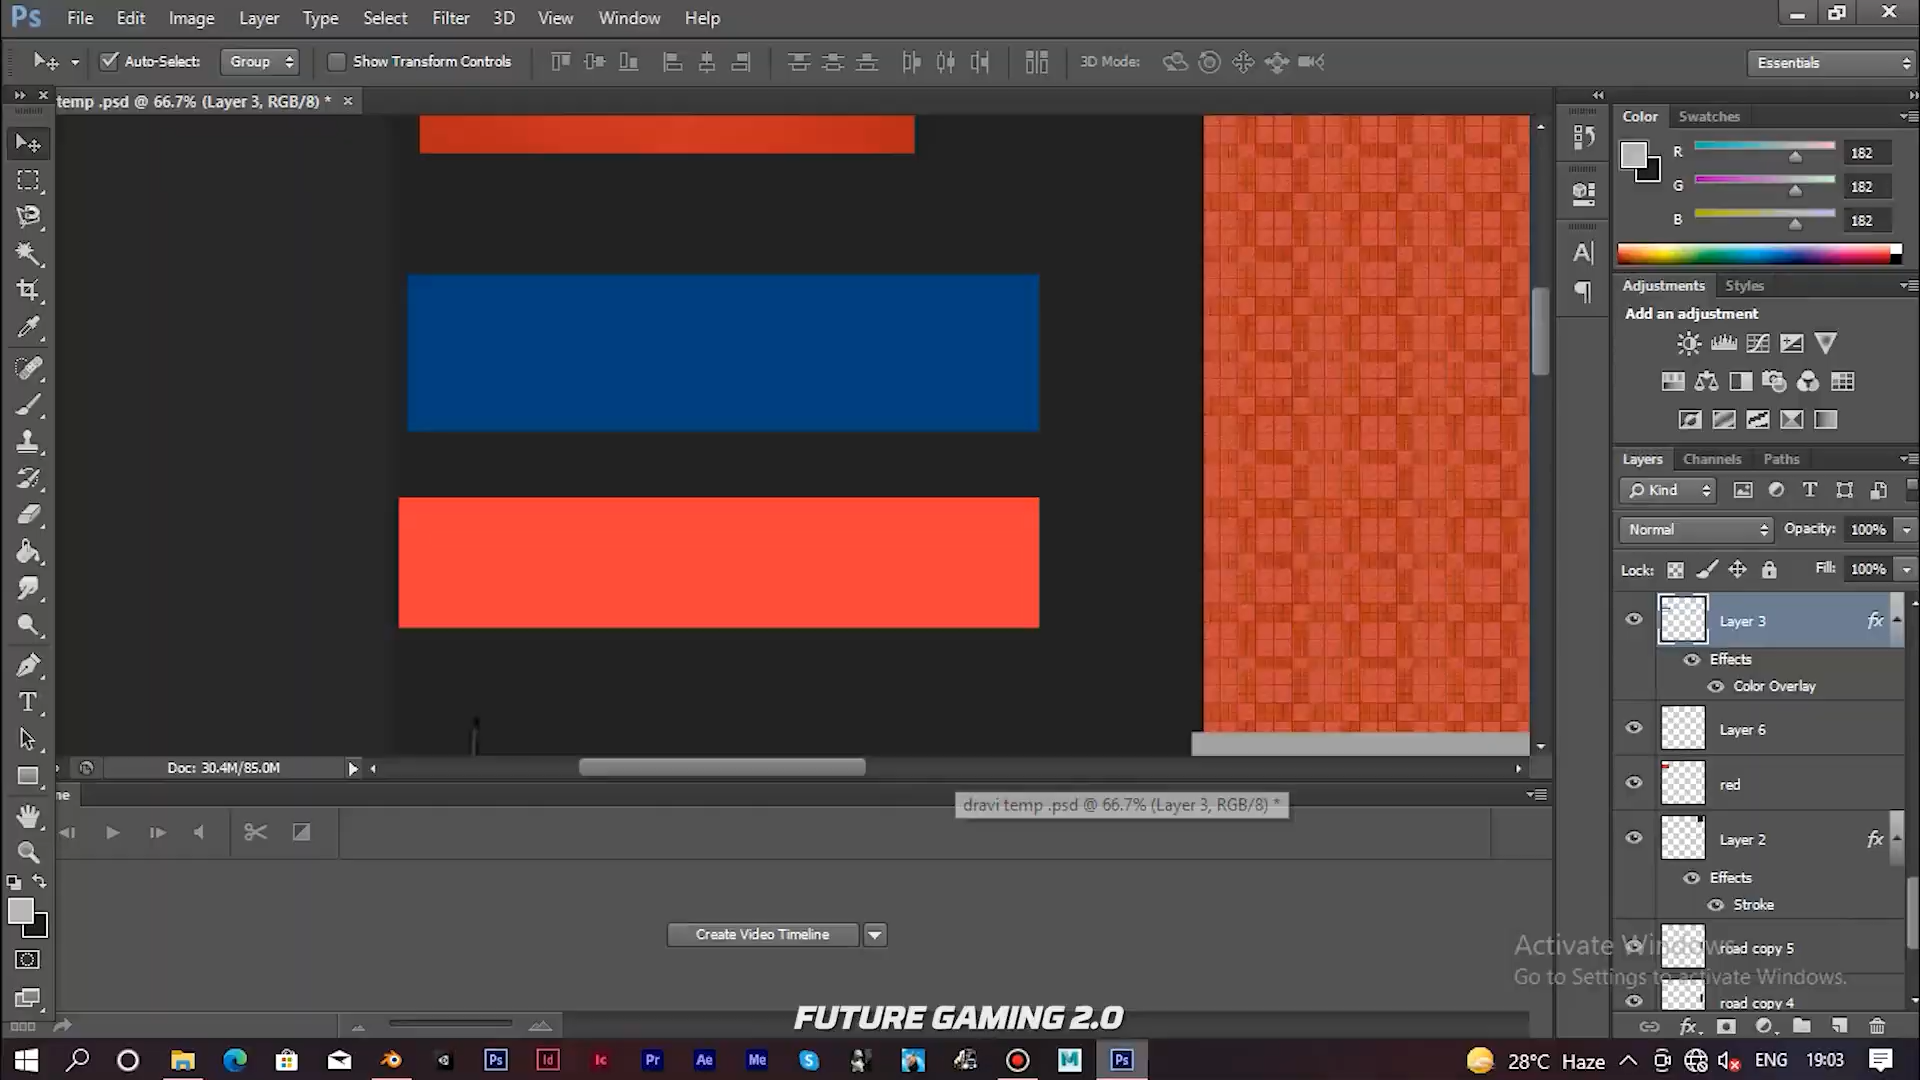 Ps File Edit Image Layer Type Select Filter 3D View Window Help
Auto-Select: Group Show Transform Controls 3D Mode: Essentials
temp .psd @ 66.7% (Layer 3, RGB/8) * ×
Color Swatches
R 182
G 182
B 182
Adjustments Styles
Add an adjustment
Layers Channels Paths
Kind
Normal Opacity: 100%
Lock: Fill: 100%
Layer 3 fx
Effects
Color Overlay
Layer 6
red
Layer 2 fx
Effects
Stroke
road copy 5
road copy 4
Doc: 30.4M/85.0M
ne
dravi temp .psd @ 66.7% (Layer 3, RGB/8) *
Create Video Timeline
Activate Windows
Go to Settings to activate Windows.
FUTURE GAMING 2.0
Ps Id Ic Pr Ae Me S M Ps 28°C Haze ENG 19:03